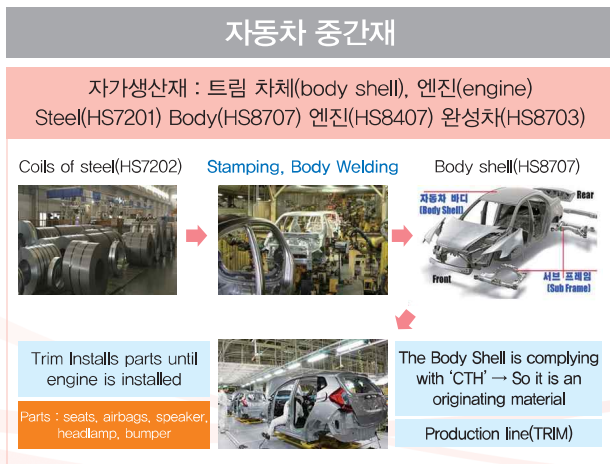 자동차 중간재
자가생산재 : 트림 차체(body shell), 엔진(engine)
Steel(HS7201) Body(HS8707) 엔진(HS8407) 완성차(HS8703)
Coils of steel(HS7202)
Stamping, Body Welding
Body shell(HS8707)
자동차 바디
(Body Shell)
Rear
Front
서브 프레임
(Sub Frame)
Trim Installs parts until
engine is installed
Parts : seats, airbags, speaker,
headlamp, bumper
The Body Shell is complying
with ‘CTH’ → So it is an
originating material
Production line(TRIM)